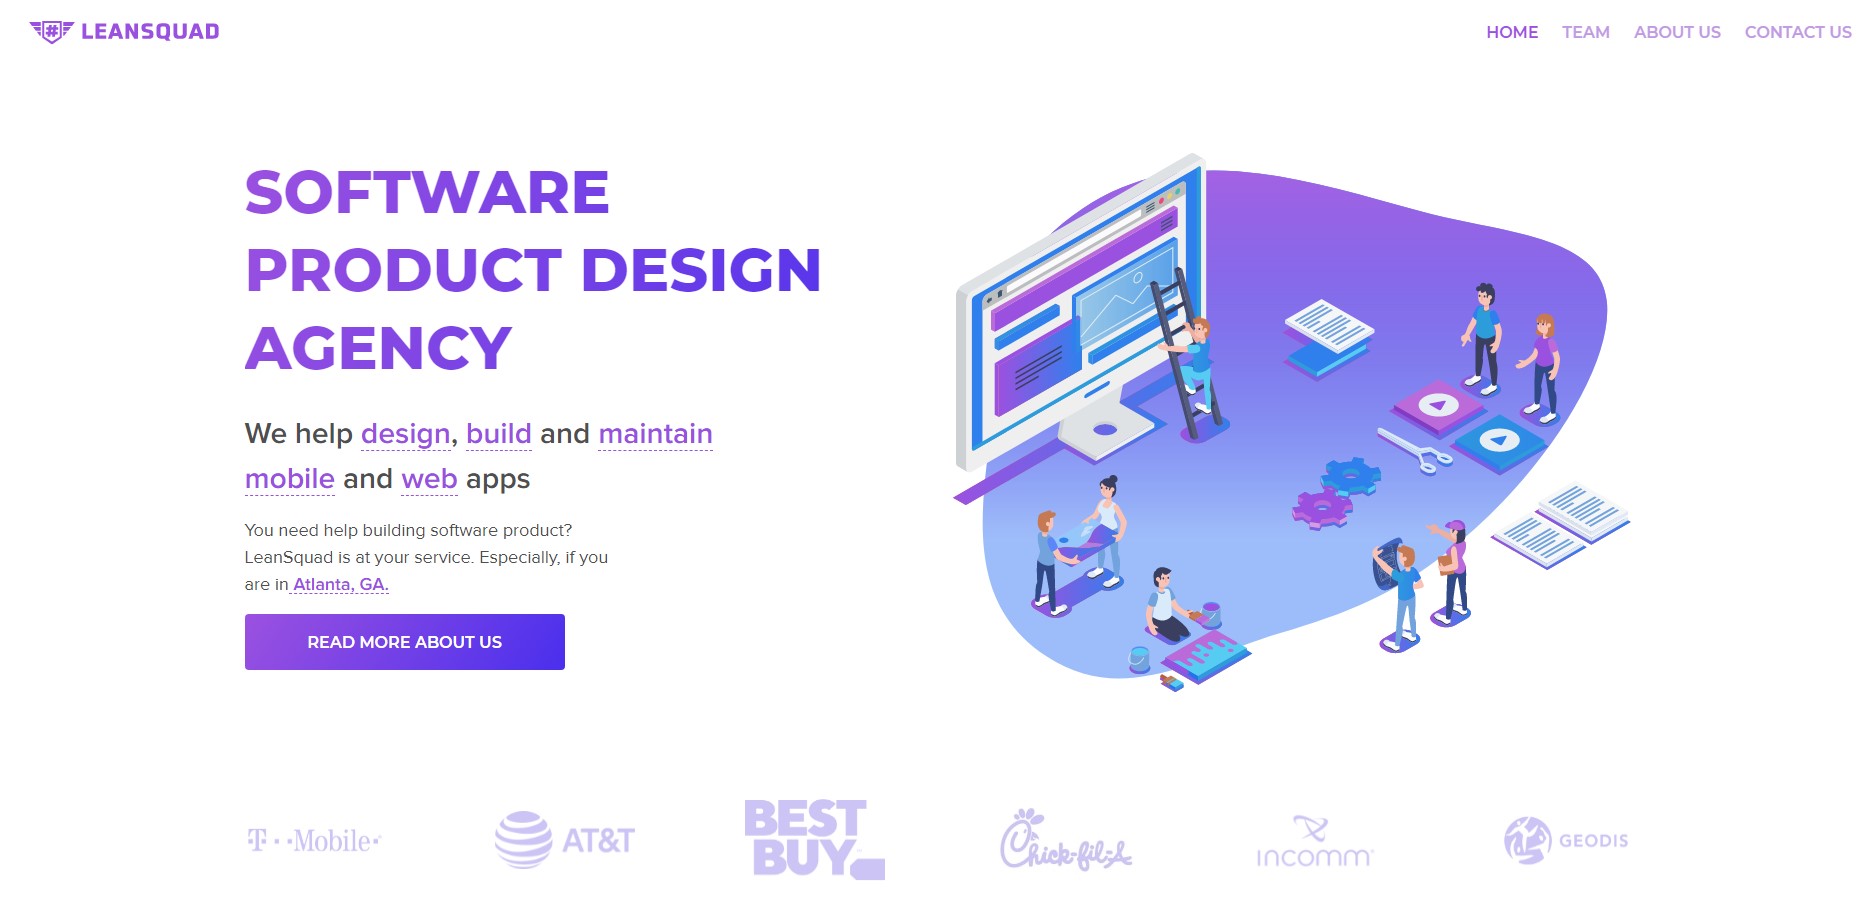 LEANSQUAD
HOME TEAM ABOUT US CONTACT US
SOFTWARE
PRODUCT DESIGN
AGENCY
We help design, build and maintain
mobile and web apps
You need help building software product?
LeanSquad is at your service. Especially, if you
are in Atlanta, GA.
READ MORE ABOUT US
T··Mobile·
AT&T
BEST
BUY
Chick-fil-A
incomm
GEODIS